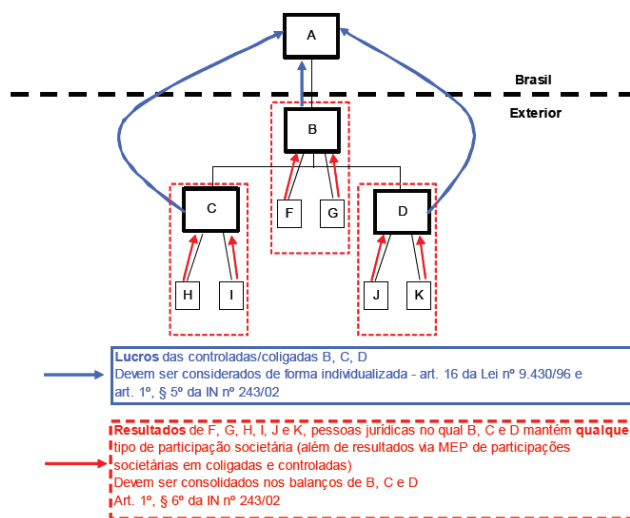 A
Brasil
Exterior
B
C
F
G
D
H
I
J
K
Lucros das controladas/coligadas B, C, D
Devem ser considerados de forma individualizada - art. 16 da Lei nº 9.430/96 e
art. 1º, § 5º da IN nº 243/02
Resultados de F, G, H, I, J e K, pessoas jurídicas no qual B, C e D mantém qualque
tipo de participação societária (além de resultados via MEP de participações
societárias em coligadas e controladas)
Devem ser consolidados nos balanços de B, C e D
Art. 1º, § 6º da IN nº 243/02